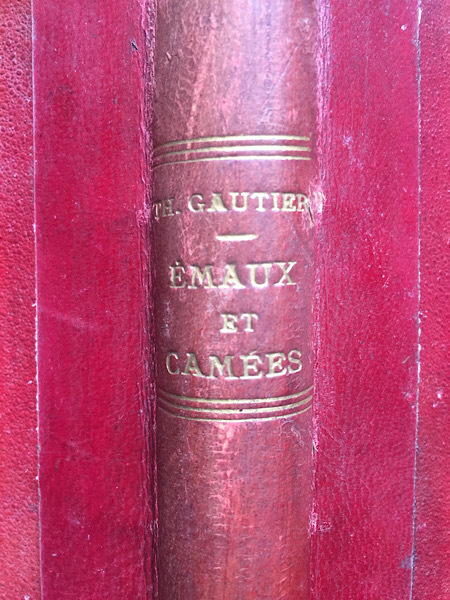 TH. GAUTIER
ÉMAUX
ET
CAMÉES